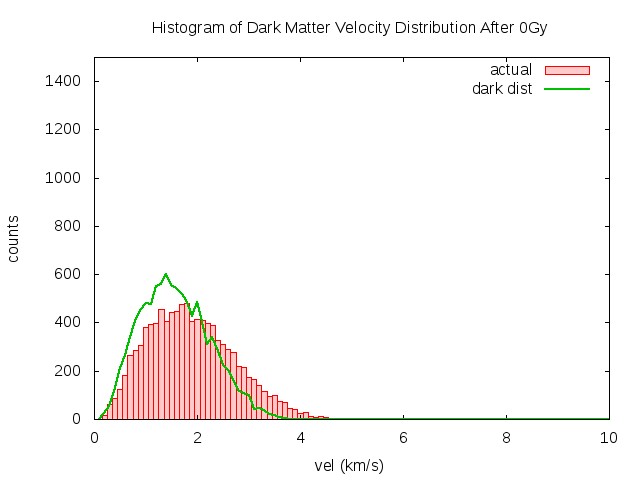 Histogram of Dark Matter Velocity Distribution After 0Gy
actual
dark dist
1400
1200
1000
800
600
400
200
0
counts
0 2 4 6 8 10
vel (km/s)